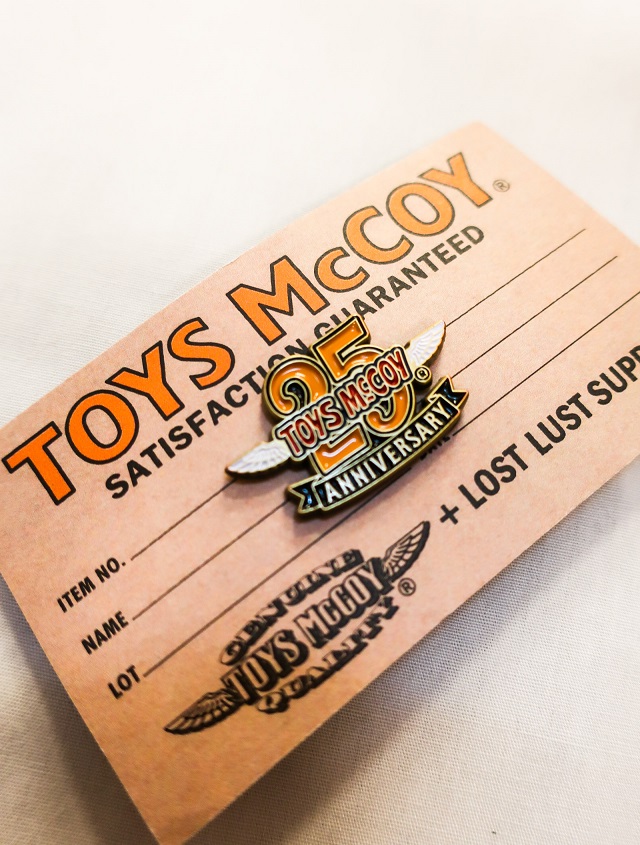 TOYS McCOY®
SATISFACTION GUARANTEED
25
TOYS McCOY®
ANNIVERSARY
ITEM NO.
NAME
LOT
GENUINE
TOYS McCOY®
QUALITY
+ LOST LUST SUPP